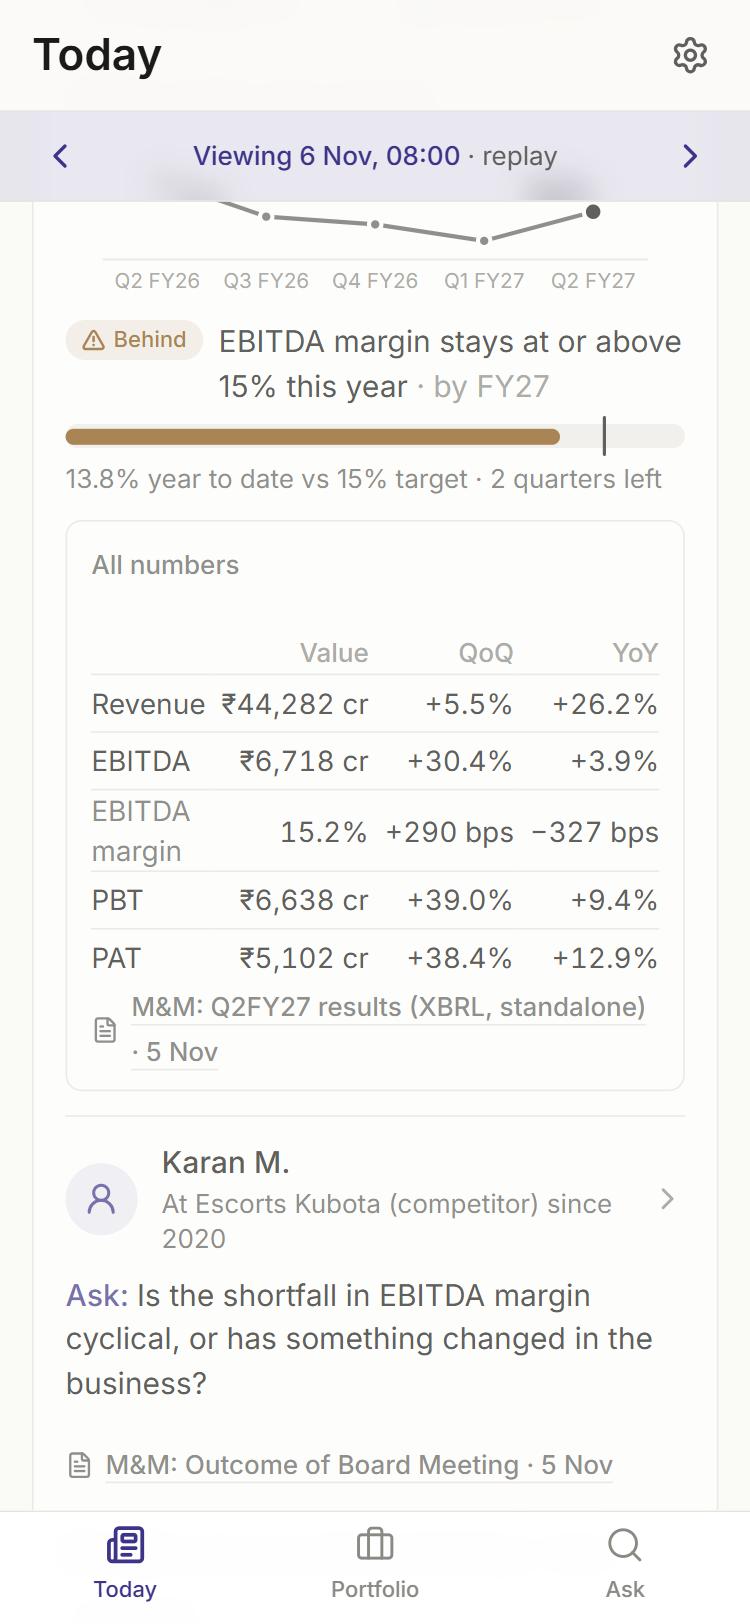 Today
Viewing 6 Nov, 08:00 · replay
Q2 FY26 Q3 FY26 Q4 FY26 Q1 FY27 Q2 FY27
Behind
EBITDA margin stays at or above
15% this year · by FY27
13.8% year to date vs 15% target · 2 quarters left
All numbers
Value QoQ YoY
Revenue ₹44,282 cr +5.5% +26.2%
EBITDA ₹6,718 cr +30.4% +3.9%
EBITDA
margin 15.2% +290 bps −327 bps
PBT ₹6,638 cr +39.0% +9.4%
PAT ₹5,102 cr +38.4% +12.9%
M&M: Q2FY27 results (XBRL, standalone)
· 5 Nov
Karan M.
At Escorts Kubota (competitor) since
2020
Ask: Is the shortfall in EBITDA margin
cyclical, or has something changed in the
business?
M&M: Outcome of Board Meeting · 5 Nov
Today Portfolio Ask